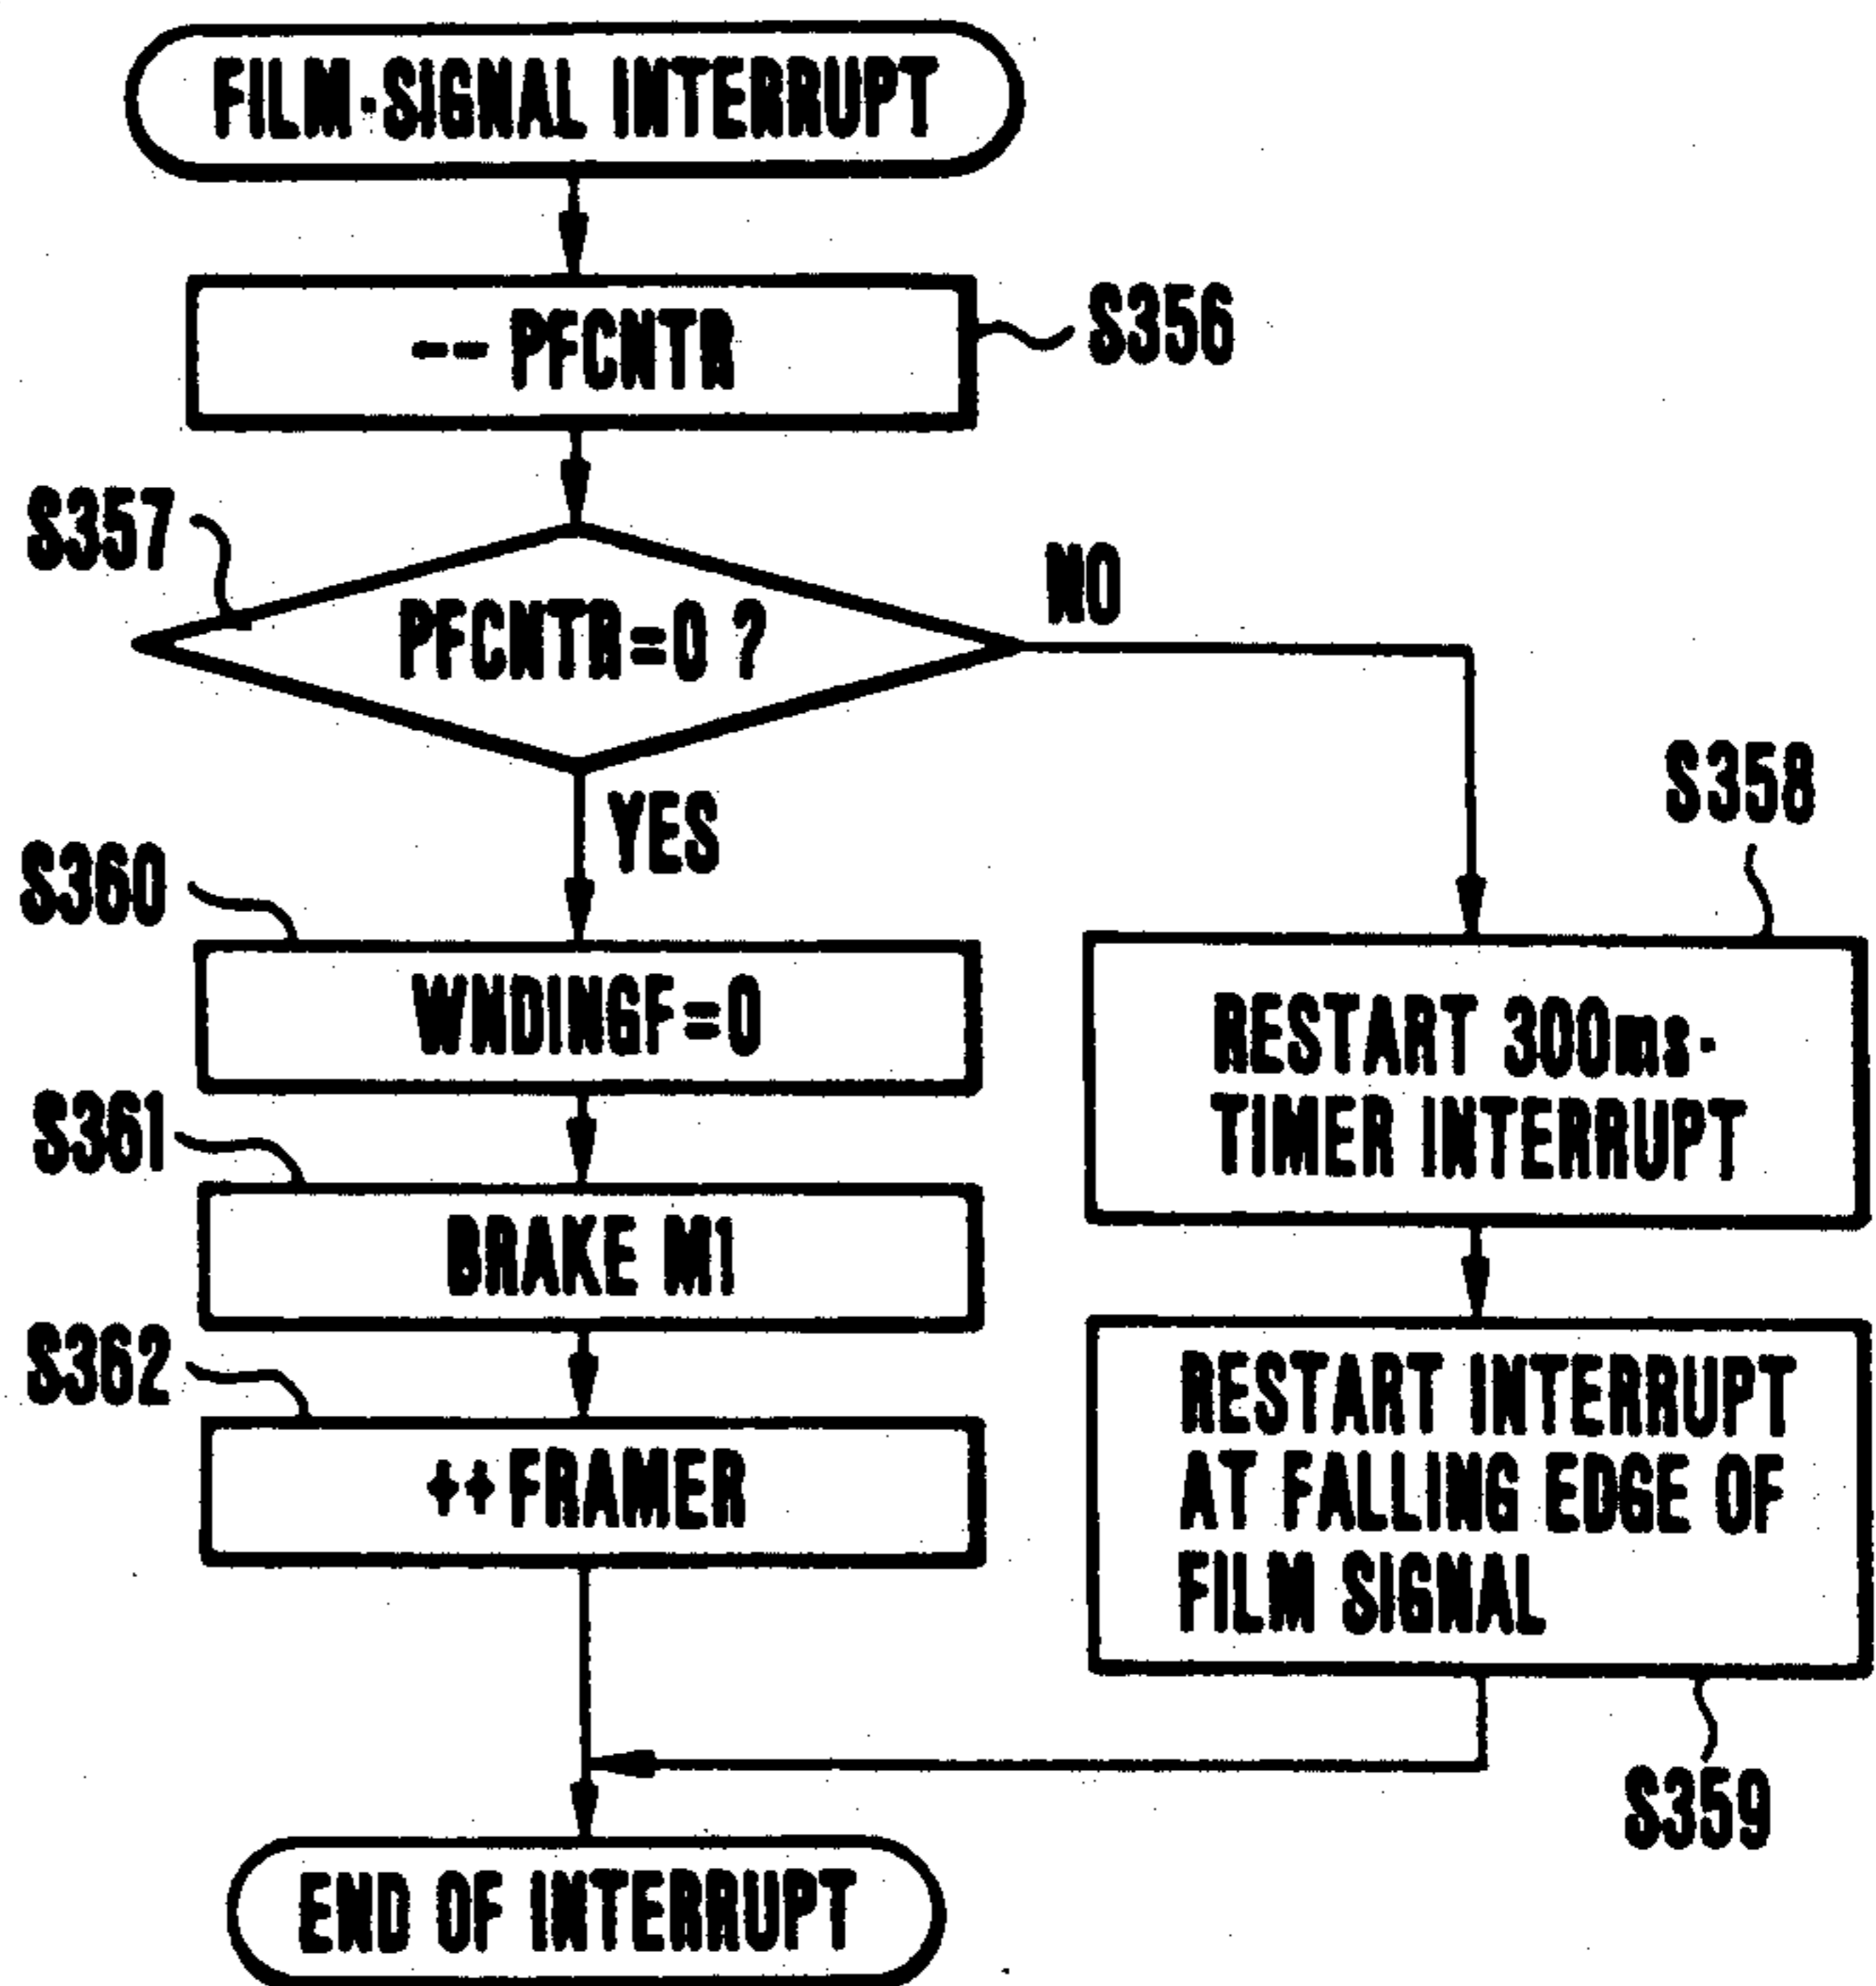 FILM·SIGNAL INTERRUPT
--PFCNTR
S356
S357
PFCNTR=0 ?
NO
YES
S358
S360
WNDINGF=0
RESTART 300ms·
TIMER INTERRUPT
S361
BRAKE M1
S362
++FRAMER
RESTART INTERRUPT
AT FALLING EDGE OF
FILM SIGNAL
S359
END OF INTERRUPT